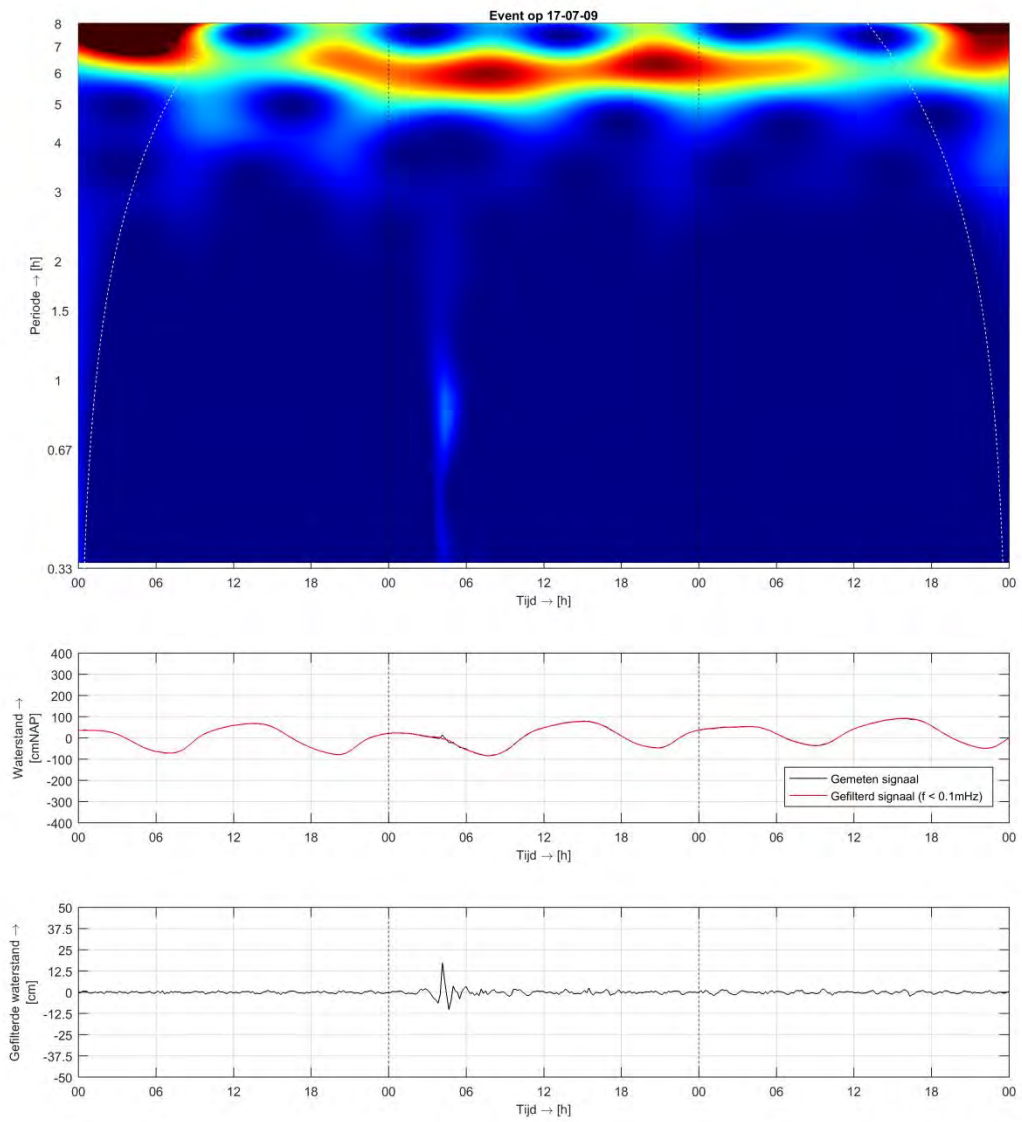 Event op 17-07-09
Periode → [h]
8
7
6
5
4
3
2
1.5
1
0.67
0.33
00 06 12 18 00 06 12 18 00 06 12 18 00
Tijd → [h]
Waterstand →
[cmNAP]
400
300
200
100
0
-100
-200
-300
-400
Gemeten signaal
Gefilterd signaal (f < 0.1mHz)
00 06 12 18 00 06 12 18 00 06 12 18 00
Tijd → [h]
Gefilterde waterstand →
[cm]
50
37.5
25
12.5
0
-12.5
-25
-37.5
-50
00 06 12 18 00 06 12 18 00 06 12 18 00
Tijd → [h]